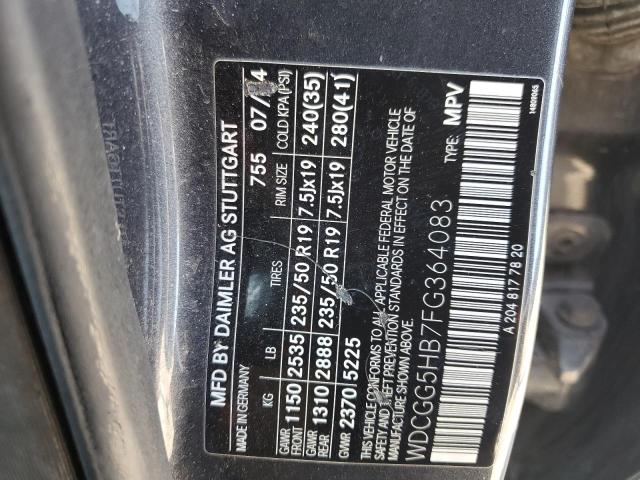 MFD BY DAIMLER AG STUTTGART
MADE IN GERMANY 755 07/14
KG LB TIRES RIM SIZE COLD KPA (PSI)
GAWR FRONT 1150 2535 235/50 R19 7.5Jx19 240(35)
GAWR REAR 1310 2888 235/50 R19 7.5Jx19 280(41)
GWR 2370 5225
THIS VEHICLE CONFORMS TO ALL APPLICABLE FEDERAL MOTOR VEHICLE
SAFETY AND THEFT PREVENTION STANDARDS IN EFFECT ON THE DATE OF
MANUFACTURE SHOWN ABOVE.
WDCGG5HB7FG364083 TYPE: MPV
A 204 817 78 20